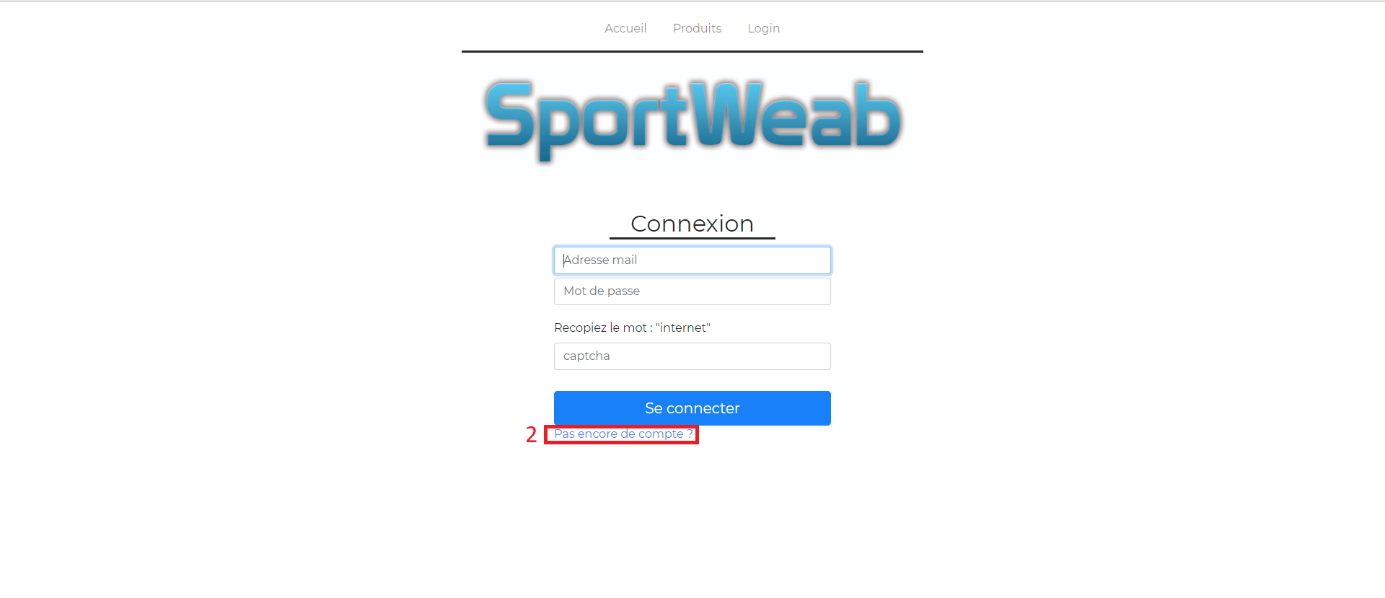 Accueil Produits Login
SportWeab
Connexion
Adresse mail
Mot de passe
Recopiez le mot : "internet"
captcha
Se connecter
2 Pas encore de compte ?